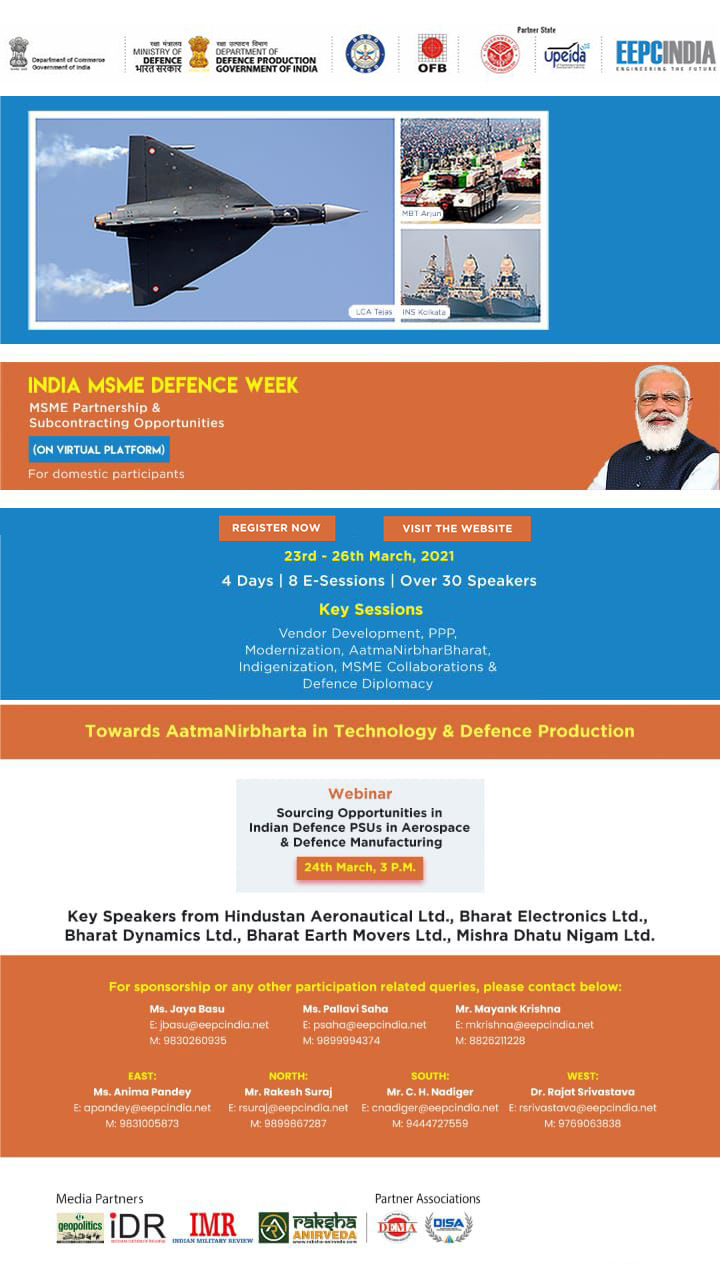 Partner State
Department of Commerce
Government of India
रक्षा मंत्रालय
MINISTRY OF
DEFENCE
भारत सरकार
रक्षा उत्पादन विभाग
DEPARTMENT OF
DEFENCE PRODUCTION
GOVERNMENT OF INDIA
OFB
upeida
EEPCINDIA
ENGINEERING THE FUTURE
MBT Arjun
LCA Tejas
INS Kolkata
INDIA MSME DEFENCE WEEK
MSME Partnership &
Subcontracting Opportunities
(ON VIRTUAL PLATFORM)
For domestic participants
REGISTER NOW
VISIT THE WEBSITE
23rd - 26th March, 2021
4 Days | 8 E-Sessions | Over 30 Speakers
Key Sessions
Vendor Development, PPP,
Modernization, AatmaNirbharBharat,
Indigenization, MSME Collaborations &
Defence Diplomacy
Towards AatmaNirbharta in Technology & Defence Production
Webinar
Sourcing Opportunities in
Indian Defence PSUs in Aerospace
& Defence Manufacturing
24th March, 3 P.M.
Key Speakers from Hindustan Aeronautical Ltd., Bharat Electronics Ltd.,
Bharat Dynamics Ltd., Bharat Earth Movers Ltd., Mishra Dhatu Nigam Ltd.
For sponsorship or any other participation related queries, please contact below:
Ms. Jaya Basu
E: jbasu@eepcindia.net
M: 9830260935
Ms. Pallavi Saha
E: psaha@eepcindia.net
M: 9899994374
Mr. Mayank Krishna
E: mkrishna@eepcindia.net
M: 8826211228
EAST:
Ms. Anima Pandey
E: apandey@eepcindia.net
M: 9831005873
NORTH:
Mr. Rakesh Suraj
E: rsuraj@eepcindia.net
M: 9899867287
SOUTH:
Mr. C. H. Nadiger
E: cnadiger@eepcindia.net
M: 9444727559
WEST:
Dr. Rajat Srivastava
E: rsrivastava@eepcindia.net
M: 9769063838
Media Partners
geopolitics
iDR
INDIAN DEFENCE REVIEW
IMR
INDIAN MILITARY REVIEW
raksha
ANIRVEDA
www.raksha-anirveda.com
Partner Associations
DEMA
DISA